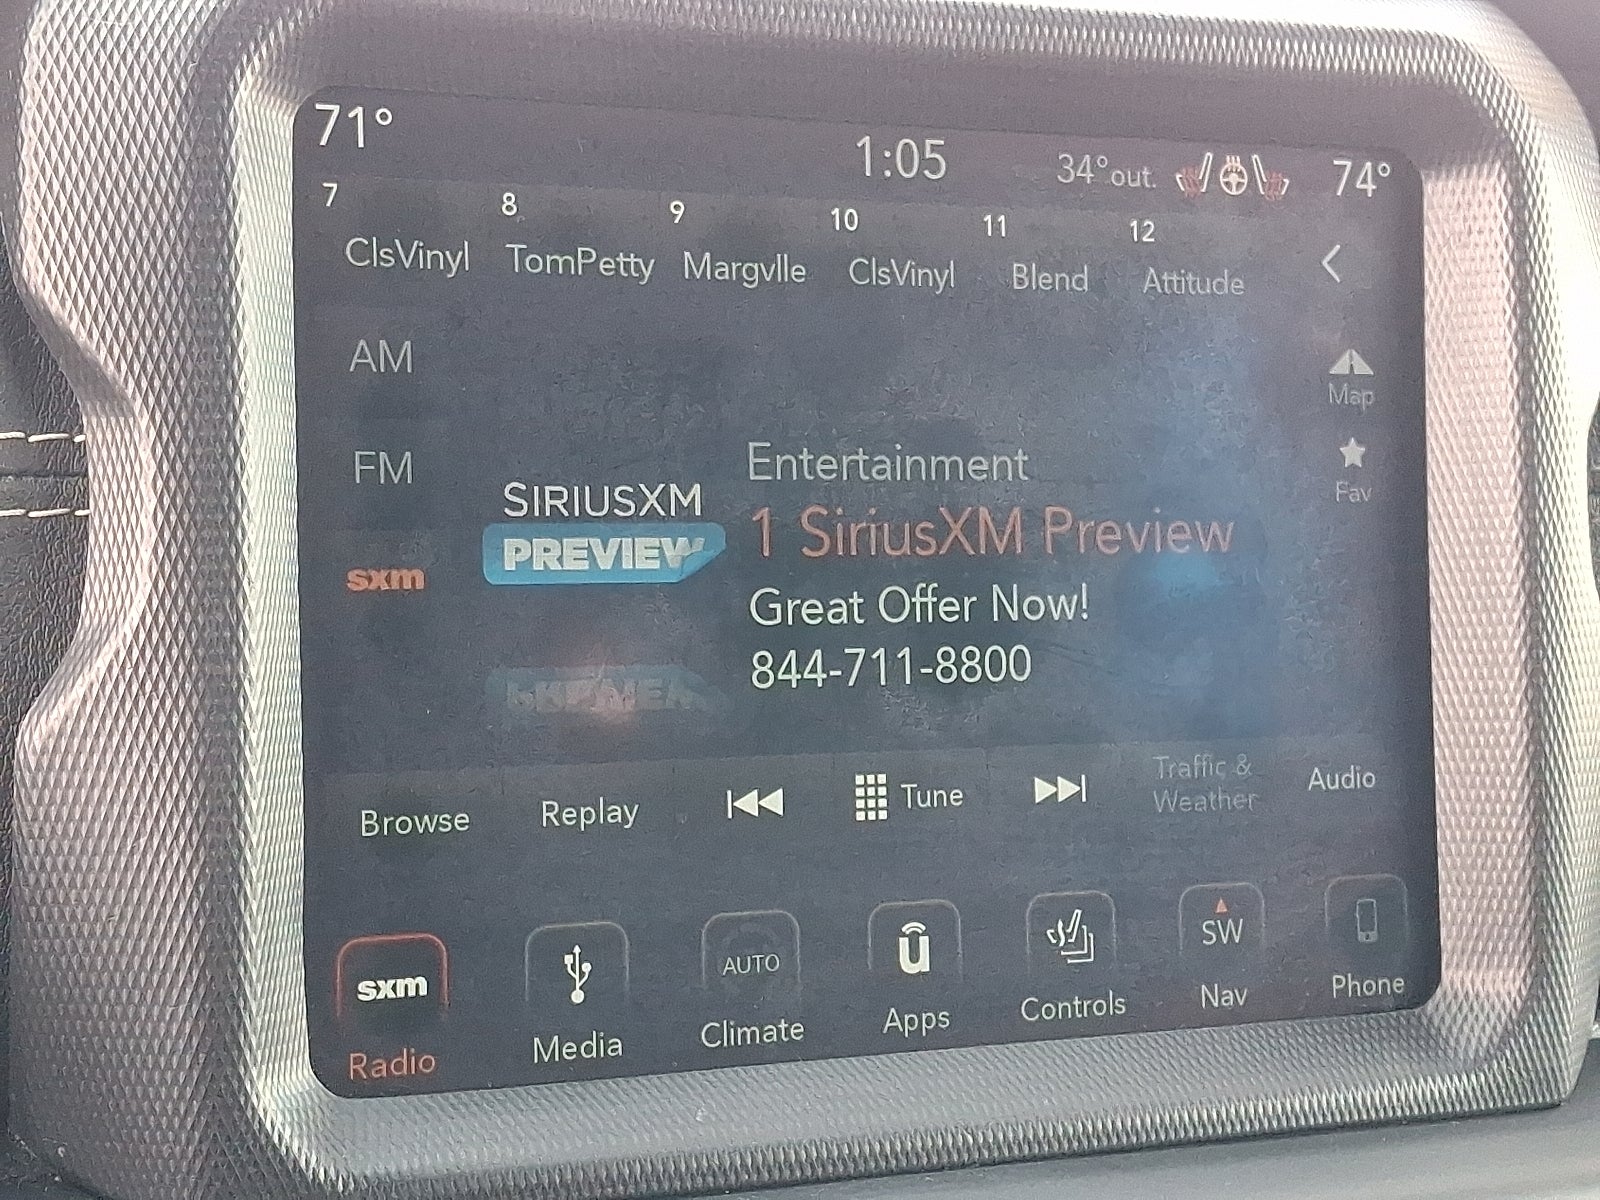 71°
1:05
34°out.
74°
7 8 9 10 11 12
ClsVinyl TomPetty Margvlle ClsVinyl Blend Attitude
AM
FM
sxm
SIRIUSXM
PREVIEW
Entertainment
1 SiriusXM Preview
Great Offer Now!
844-711-8800
Map
Fav
Browse
Replay
Tune
Traffic &
Weather
Audio
sxm
Radio
Media
AUTO
Climate
u
Apps
Controls
SW
Nav
Phone